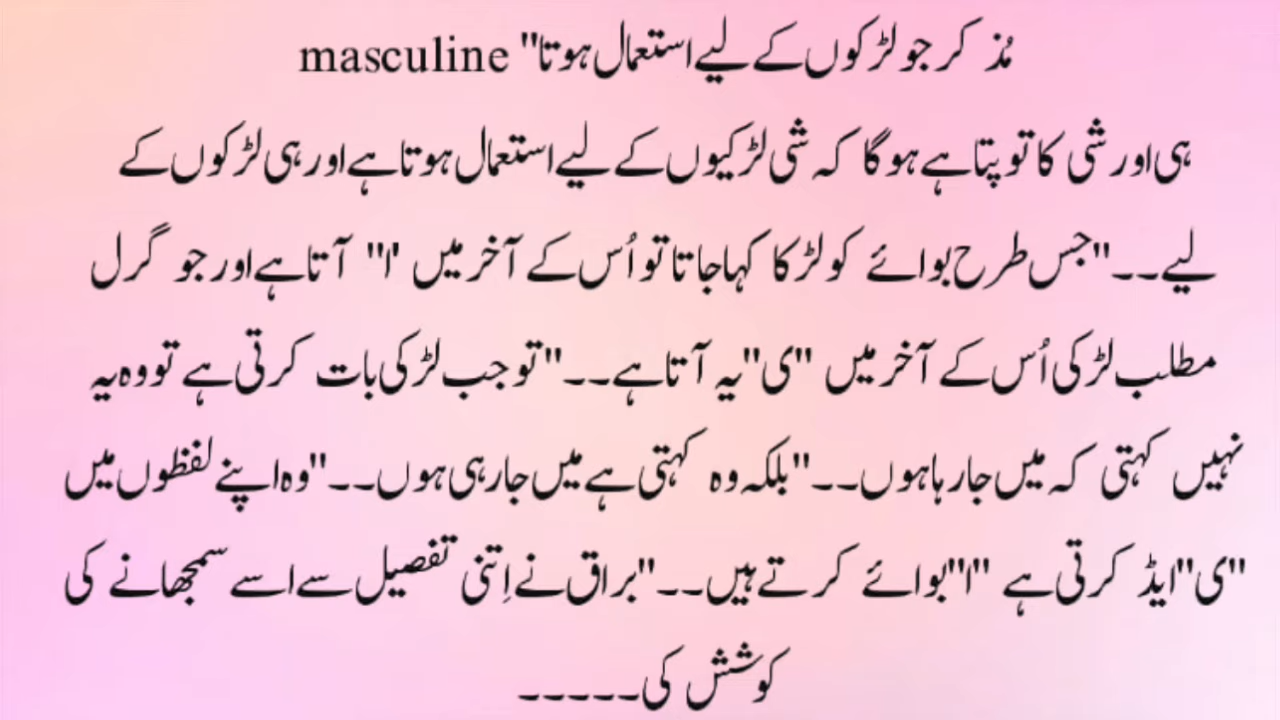 مُذکر جو لڑکوں کے لیے استعمال ہوتا" masculine
ہی اور شی کا تو پتا ہے ہوگا کہ شی لڑکیوں کے لیے استعمال ہوتا ہے اور ہی لڑکوں کے
لیے۔۔"جس طرح بوائے کو لڑکا کہا جاتا تو اُس کے آخر میں 'ا" آتا ہے اور جو گرل
مطلب لڑکی اُس کے آخر میں "ی" یہ آتا ہے۔۔"تو جب لڑکی بات کرتی ہے تو وہ یہ
نہیں کہتی کہ میں جا رہا ہوں۔۔"بلکہ وہ کہتی ہے میں جا رہی ہوں۔۔"وہ اپنے لفظوں میں
"ی" ایڈ کرتی ہے "ا" بوائے کرتے ہیں۔۔"براق نے اِتنی تفصیل سے اسے سمجھانے کی
کوشش کی۔۔۔۔۔